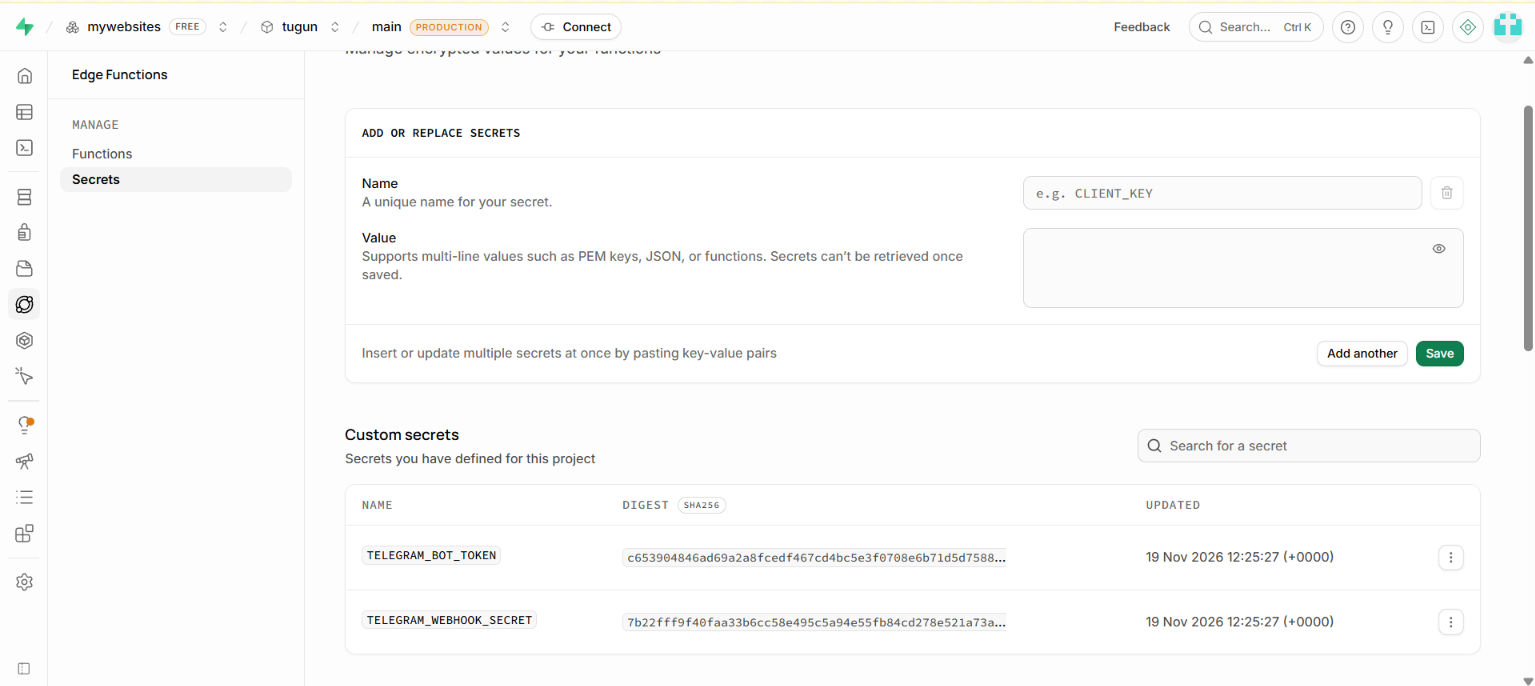 mywebsites FREE / tugun / main PRODUCTION Connect Feedback Search... Ctrl K
Manage encrypted values for your functions
Edge Functions
MANAGE
Functions
Secrets
ADD OR REPLACE SECRETS
Name
A unique name for your secret.
e.g. CLIENT_KEY
Value
Supports multi-line values such as PEM keys, JSON, or functions. Secrets can’t be retrieved once
saved.
Insert or update multiple secrets at once by pasting key-value pairs
Add another Save
Custom secrets
Secrets you have defined for this project
Search for a secret
NAME DIGEST SHA256 UPDATED
TELEGRAM_BOT_TOKEN c653904846ad69a2a8fcedf467cd4bc5e3f0708e6b71d5d7588... 19 Nov 2026 12:25:27 (+0000)
TELEGRAM_WEBHOOK_SECRET 7b22fff9f40faa33b6cc58e495c5a94e55fb84cd278e521a73a... 19 Nov 2026 12:25:27 (+0000)